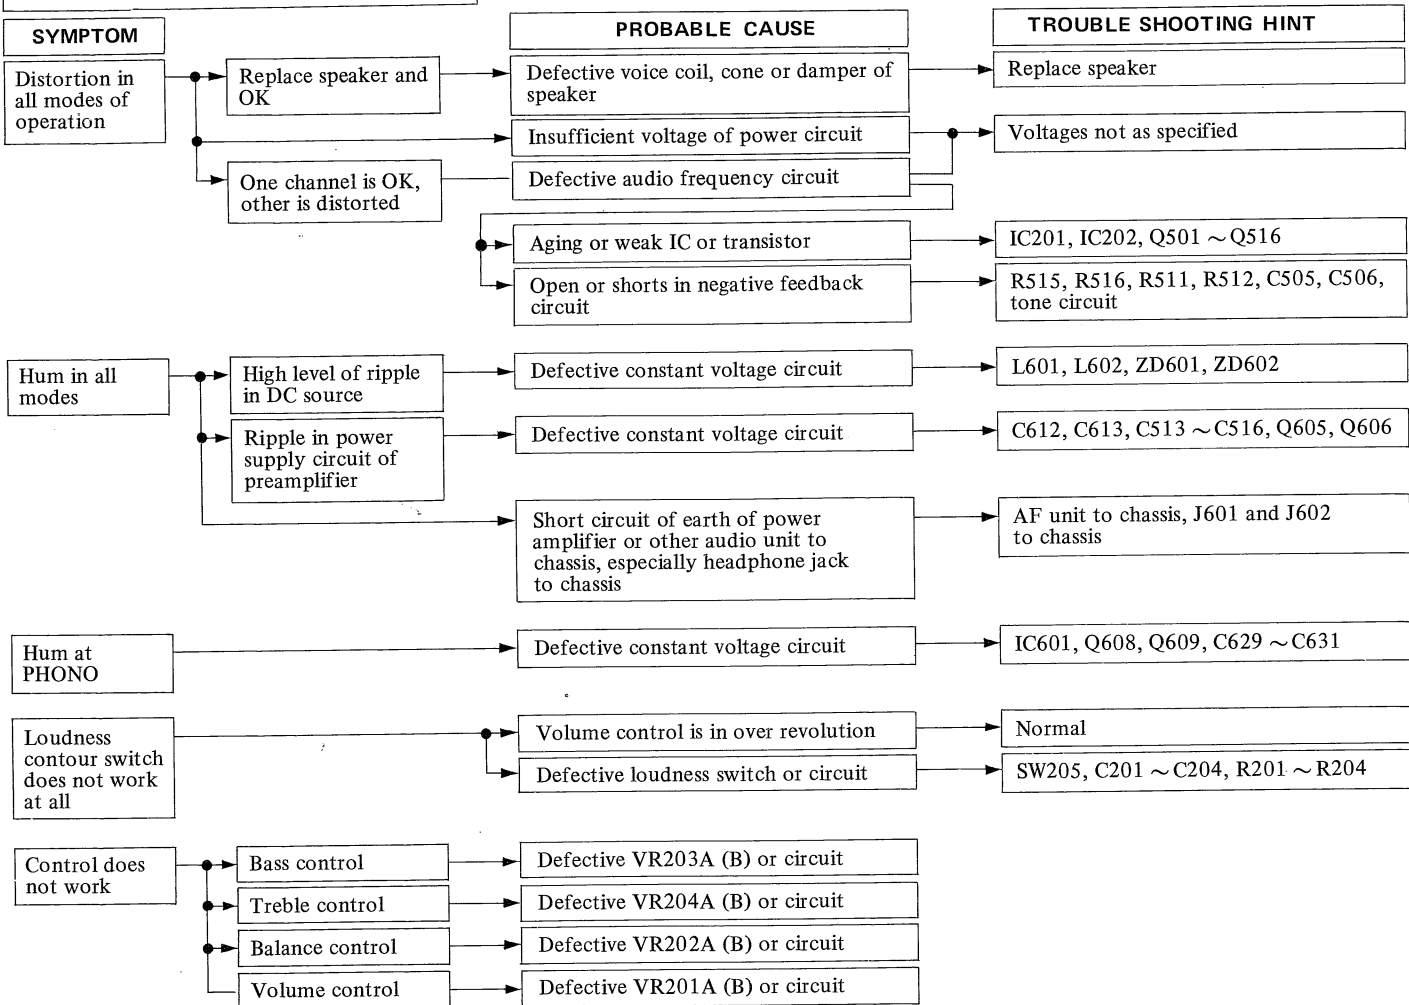 SYMPTOM
PROBABLE CAUSE
TROUBLE SHOOTING HINT
Distortion in
all modes of
operation
Replace speaker and
OK
Defective voice coil, cone or damper of
speaker
Replace speaker
Insufficient voltage of power circuit
Voltages not as specified
One channel is OK,
other is distorted
Defective audio frequency circuit
Aging or weak IC or transistor
IC201, IC202, Q501 ~ Q516
Open or shorts in negative feedback
circuit
R515, R516, R511, R512, C505, C506,
tone circuit
Hum in all
modes
High level of ripple
in DC source
Defective constant voltage circuit
L601, L602, ZD601, ZD602
Ripple in power
supply circuit of
preamplifier
Defective constant voltage circuit
C612, C613, C513 ~ C516, Q605, Q606
Short circuit of earth of power
amplifier or other audio unit to
chassis, especially headphone jack
to chassis
AF unit to chassis, J601 and J602
to chassis
Hum at
PHONO
Defective constant voltage circuit
IC601, Q608, Q609, C629 ~ C631
Loudness
contour switch
does not work
at all
Volume control is in over revolution
Normal
Defective loudness switch or circuit
SW205, C201 ~ C204, R201 ~ R204
Control does
not work
Bass control
Defective VR203A (B) or circuit
Treble control
Defective VR204A (B) or circuit
Balance control
Defective VR202A (B) or circuit
Volume control
Defective VR201A (B) or circuit